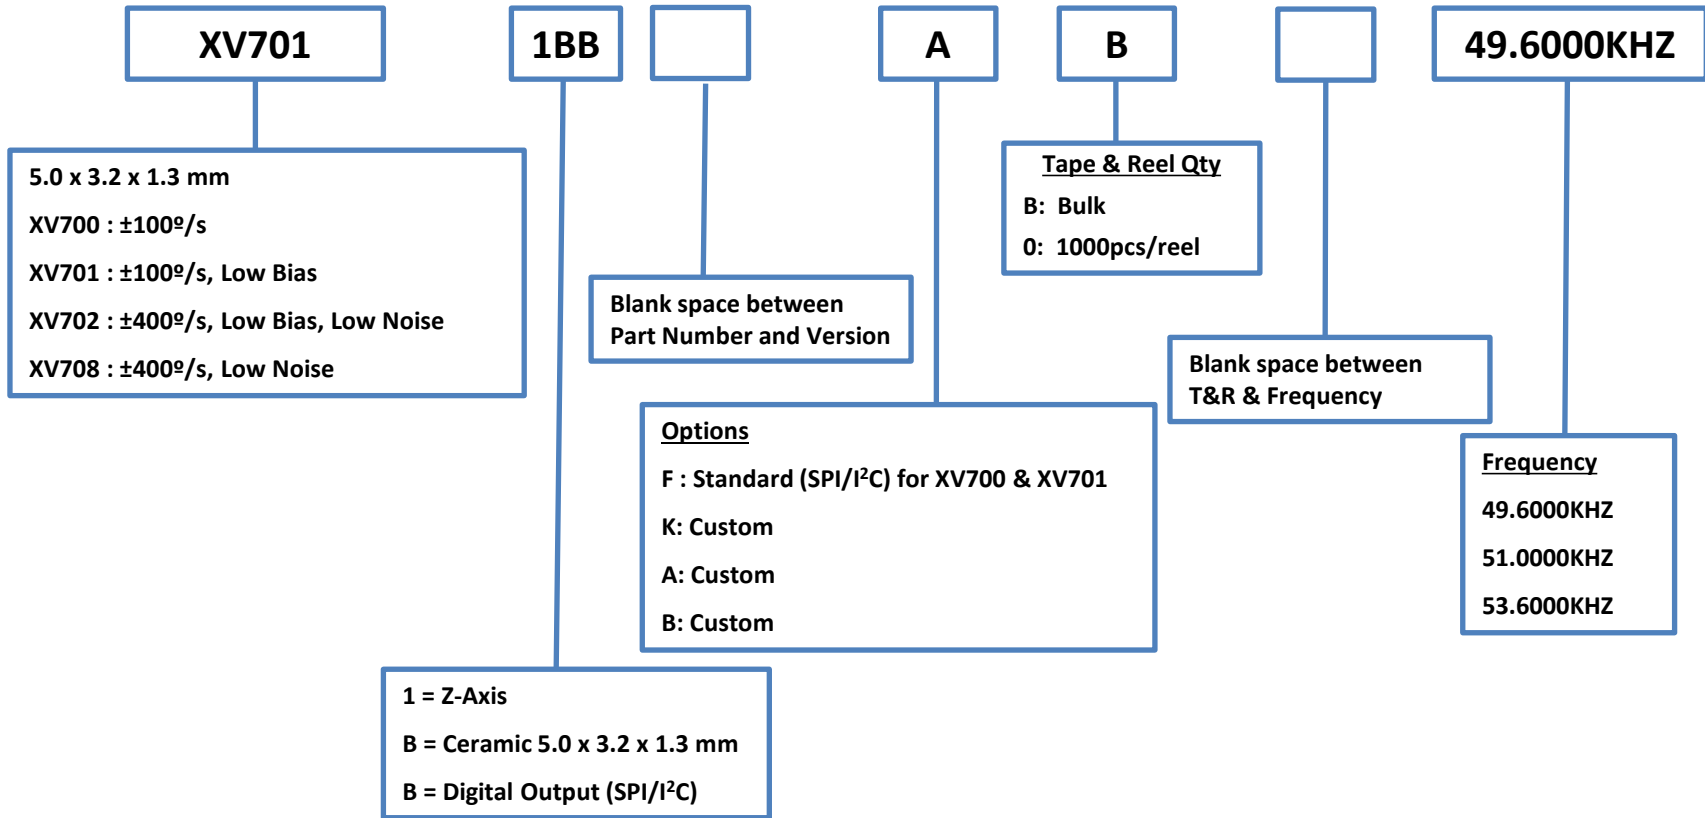 XV701
1BB
A
B
49.6000KHZ
5.0 x 3.2 x 1.3 mm
XV700 : ±100º/s
XV701 : ±100º/s, Low Bias
XV702 : ±400º/s, Low Bias, Low Noise
XV708 : ±400º/s, Low Noise
Tape & Reel Qty
B:  Bulk
0:  1000pcs/reel
Blank space between
Part Number and Version
Blank space between
T&R & Frequency
Options
F : Standard (SPI/I²C) for XV700 & XV701
K: Custom
A: Custom
B: Custom
Frequency
49.6000KHZ
51.0000KHZ
53.6000KHZ
1 = Z-Axis
B = Ceramic 5.0 x 3.2 x 1.3 mm
B = Digital Output (SPI/I²C)